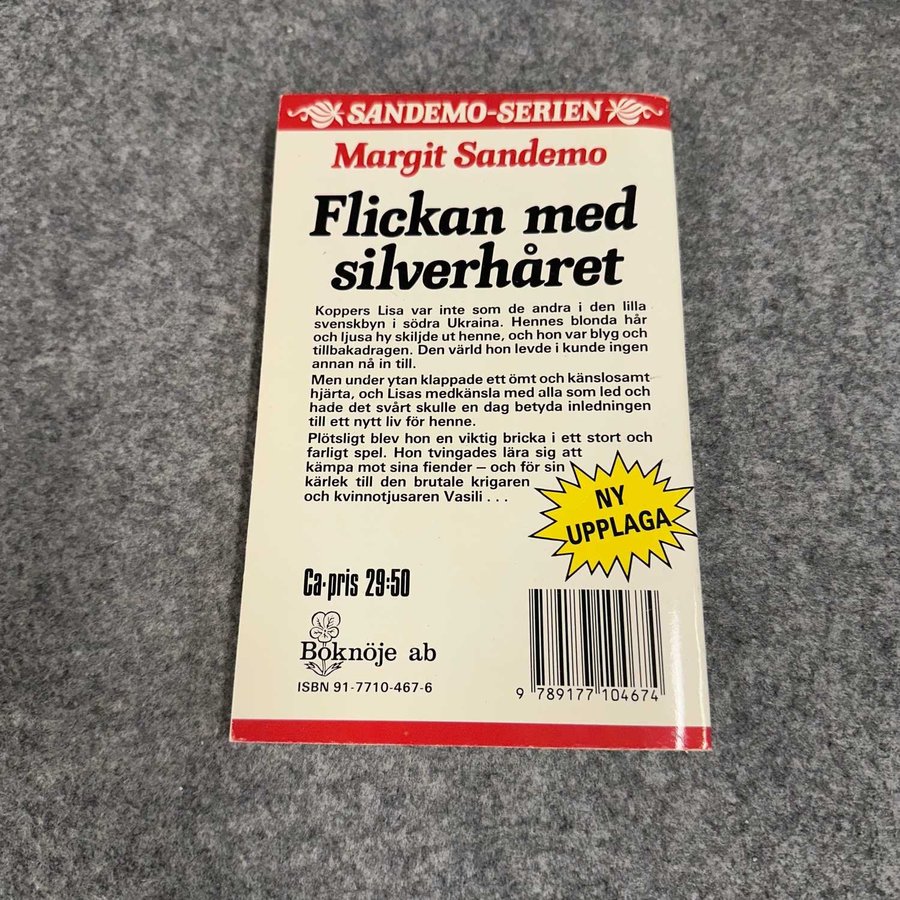 SANDEMO-SERIEN
Margit Sandemo
Flickan med
silverhåret
Koppers Lisa var inte som de andra i den lilla
svenskbyn i södra Ukraina. Hennes blonda hår
och ljusa hy skiljde ut henne, och hon var blyg och
tillbakadragen. Den värld hon levde i kunde ingen
annan nå in till.
Men under ytan klappade ett ömt och känslosamt
hjärta, och Lisas medkänsla med alla som led och
hade det svårt skulle en dag betyda inledningen
till ett nytt liv för henne.
Plötsligt blev hon en viktig bricka i ett stort och
farligt spel. Hon tvingades lära sig att
kämpa mot sina fiender – och för sin
kärlek till den brutale krigaren
och kvinnotjusaren Vasili . . .
NY
UPPLAGA
Ca-pris 29:50
Boknöje ab
ISBN 91-7710-467-6
9 789177 104674